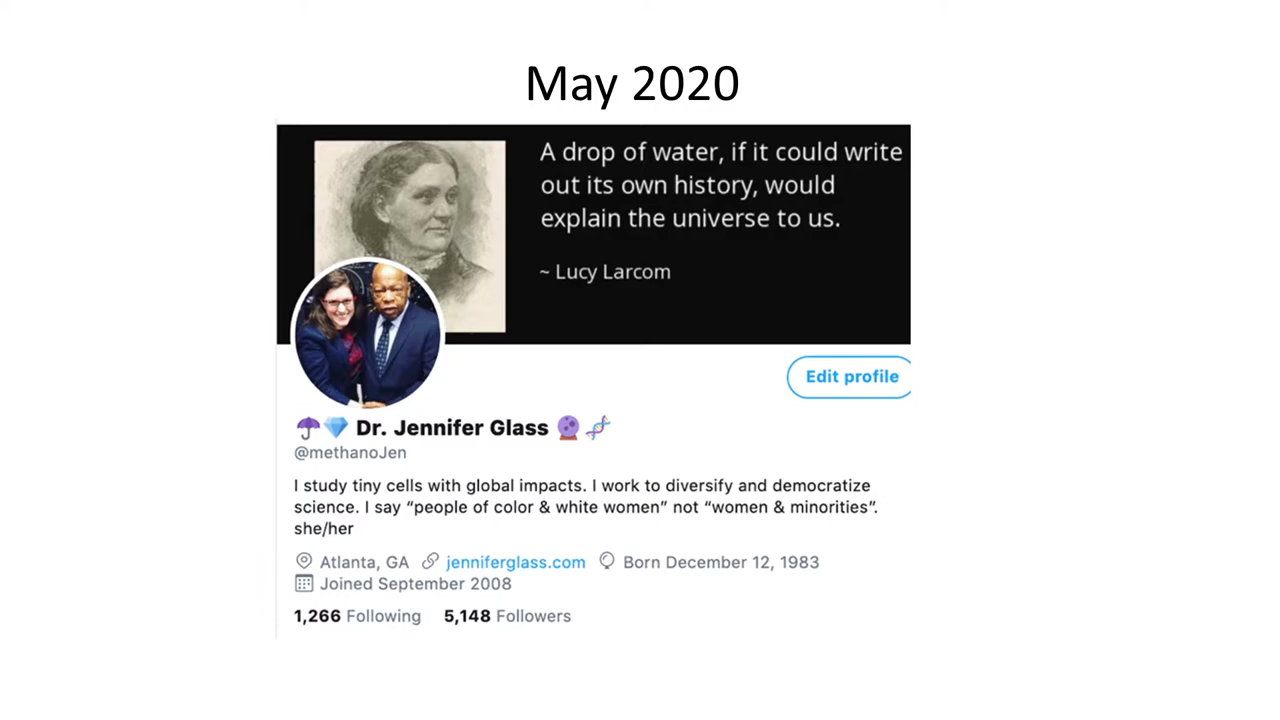 May 2020
A drop of water, if it could write
out its own history, would
explain the universe to us.
~ Lucy Larcom
Edit profile
Dr. Jennifer Glass
@methanoJen
I study tiny cells with global impacts. I work to diversify and democratize
science. I say “people of color & white women” not “women & minorities”.
she/her
Atlanta, GA jenniferglass.com Born December 12, 1983
Joined September 2008
1,266 Following 5,148 Followers